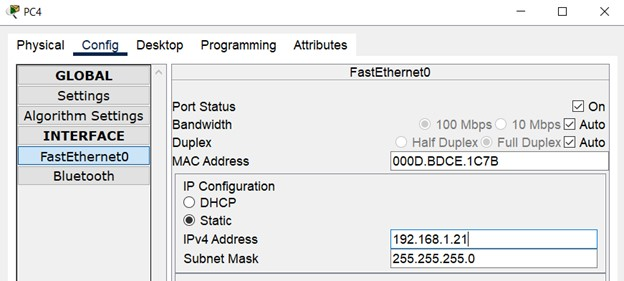 PC4
Physical Config Desktop Programming Attributes
GLOBAL
Settings
Algorithm Settings
INTERFACE
FastEthernet0
Bluetooth
FastEthernet0
Port Status On
Bandwidth 100 Mbps 10 Mbps Auto
Duplex Half Duplex Full Duplex Auto
MAC Address 000D.BDCE.1C7B
IP Configuration
DHCP
Static
IPv4 Address 192.168.1.21
Subnet Mask 255.255.255.0